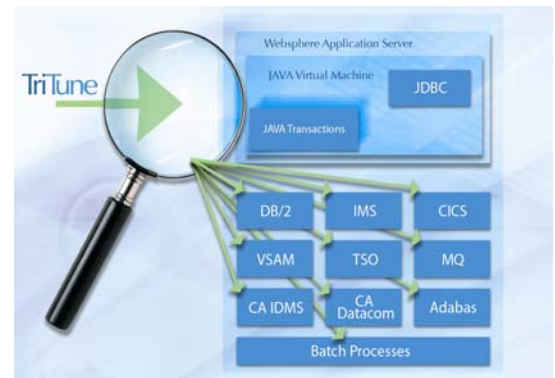 TriTune
Websphere Application Server
JAVA Virtual Machine
JDBC
JAVA Transactions
DB/2
IMS
CICS
VSAM
TSO
MQ
CA IDMS
CA
Datacom
Adabas
Batch Processes